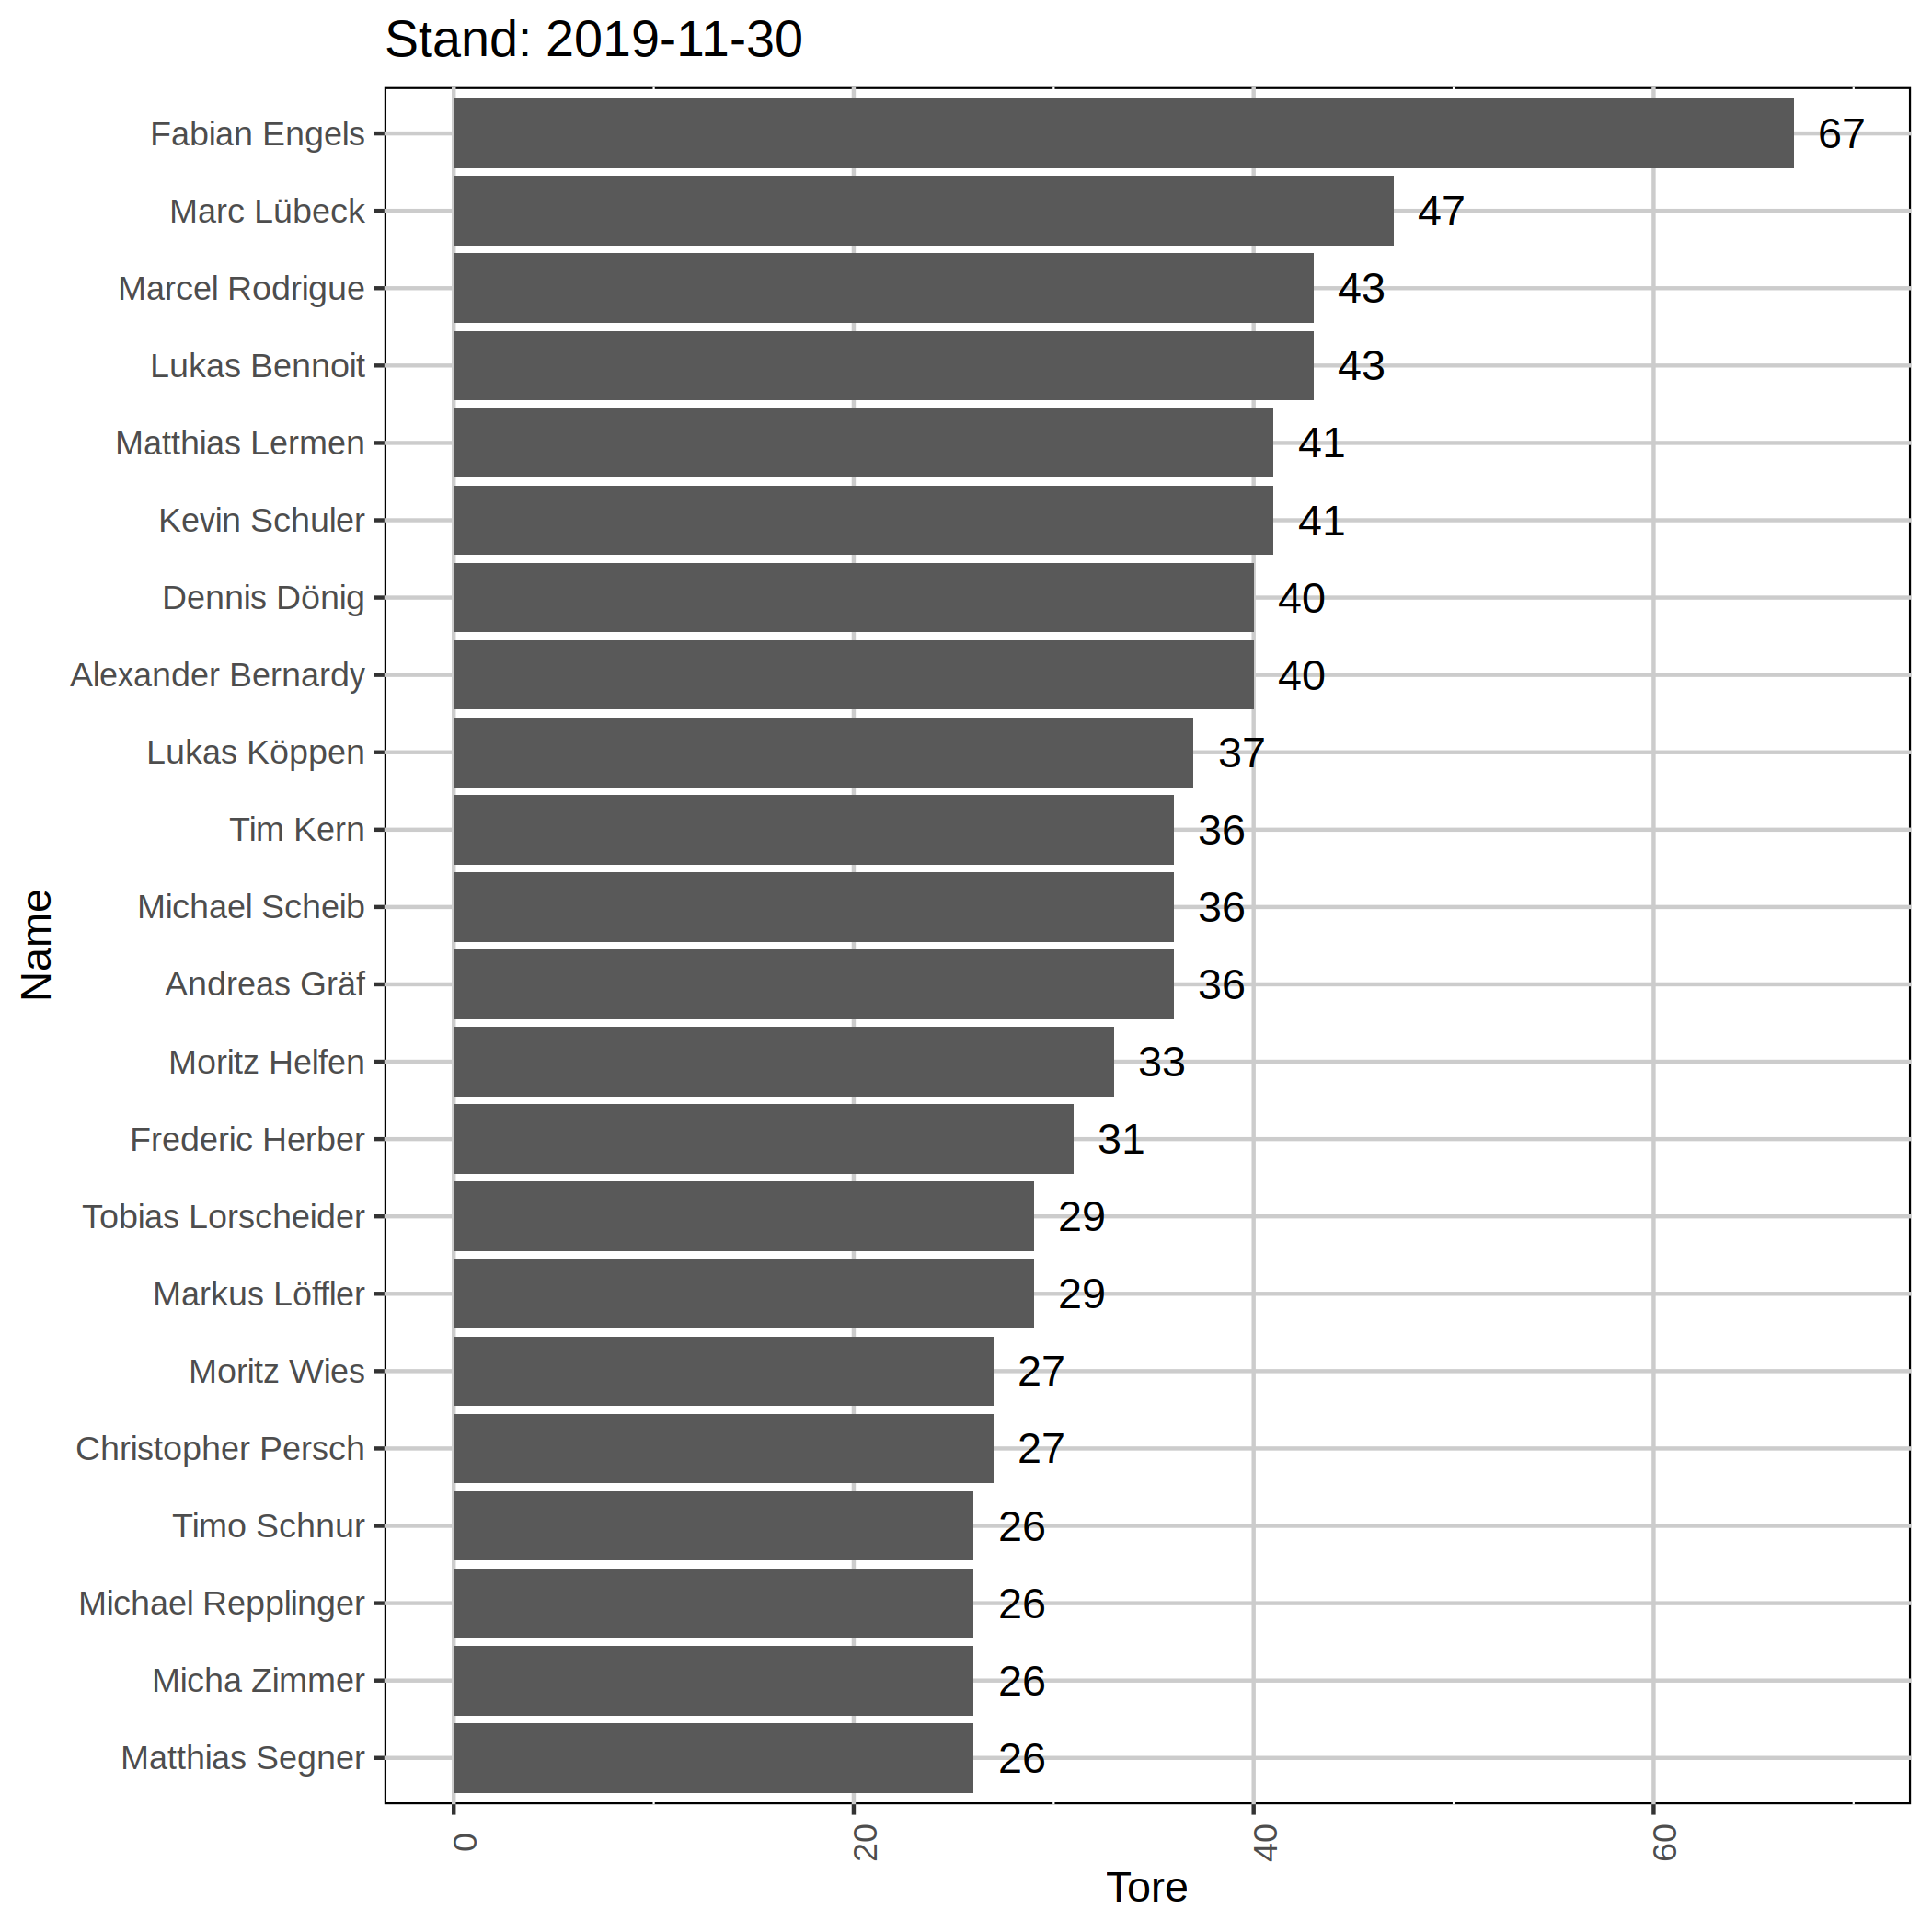 Stand: 2019-11-30
Fabian Engels 67
Marc Lübeck 47
Marcel Rodrigue 43
Lukas Bennoit 43
Matthias Lermen 41
Kevin Schuler 41
Dennis Dönig 40
Alexander Bernardy 40
Lukas Köppen 37
Tim Kern 36
Michael Scheib 36
Andreas Gräf 36
Moritz Helfen 33
Frederic Herber 31
Tobias Lorscheider 29
Markus Löffler 29
Moritz Wies 27
Christopher Persch 27
Timo Schnur 26
Michael Repplinger 26
Micha Zimmer 26
Matthias Segner 26
Name
0 20 40 60
Tore